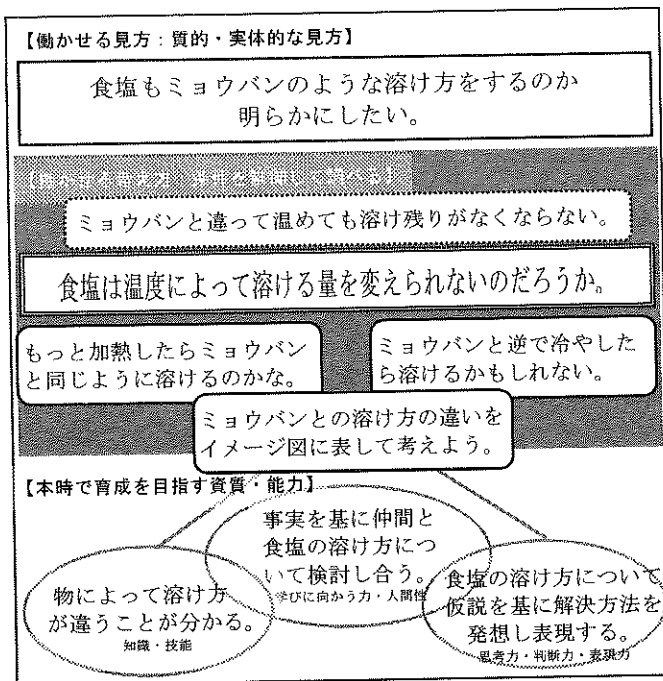 【働かせる見方：質的・実体的な見方】
食塩もミョウバンのような溶け方をするのか
明らかにしたい。
ミョウバンと違って温めても溶け残りがなくならない。
食塩は温度によって溶ける量を変えられないのだろうか。
もっと加熱したらミョウバン
と同じように溶けるのかな。
ミョウバンと逆で冷やした
ら溶けるかもしれない。
ミョウバンとの溶け方の違いを
イメージ図に表して考えよう。
【本時で育成を目指す資質・能力】
事実を基に仲間と
食塩の溶け方につ
いて検討し合う。
学びに向かう力・人間性
物によって溶け方
が違うことが分かる。
知識・技能
食塩の溶け方について
仮説を基に解決方法を
発想し表現する。
思考力・判断力・表現力